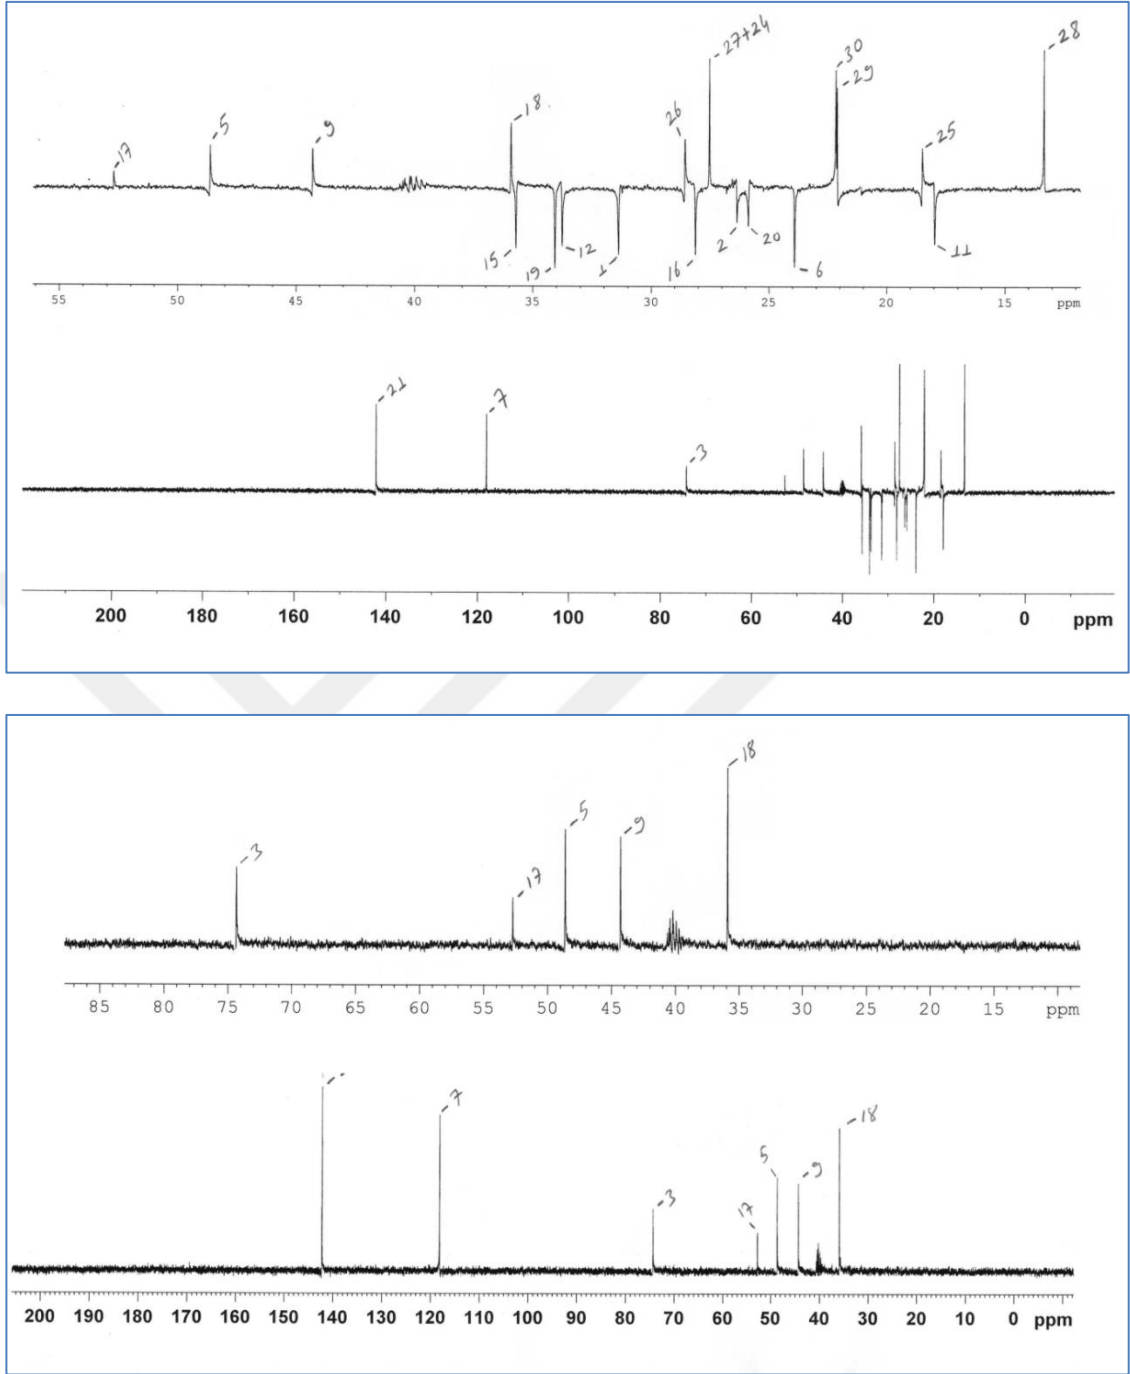 -17 -5 -9 -18 26 -27+24 -30 -29 -25 -28
15- 19- -12 1- 16- 2- -20 -6 -11
55 50 45 40 35 30 25 20 15 ppm
-21 -7 -3
200 180 160 140 120 100 80 60 40 20 0 ppm
-3 -17 -5 -9 -18
85 80 75 70 65 60 55 50 45 40 35 30 25 20 15 ppm
-7 -3 17 5 -9 -18
200 190 180 170 160 150 140 130 120 110 100 90 80 70 60 50 40 30 20 10 0 ppm